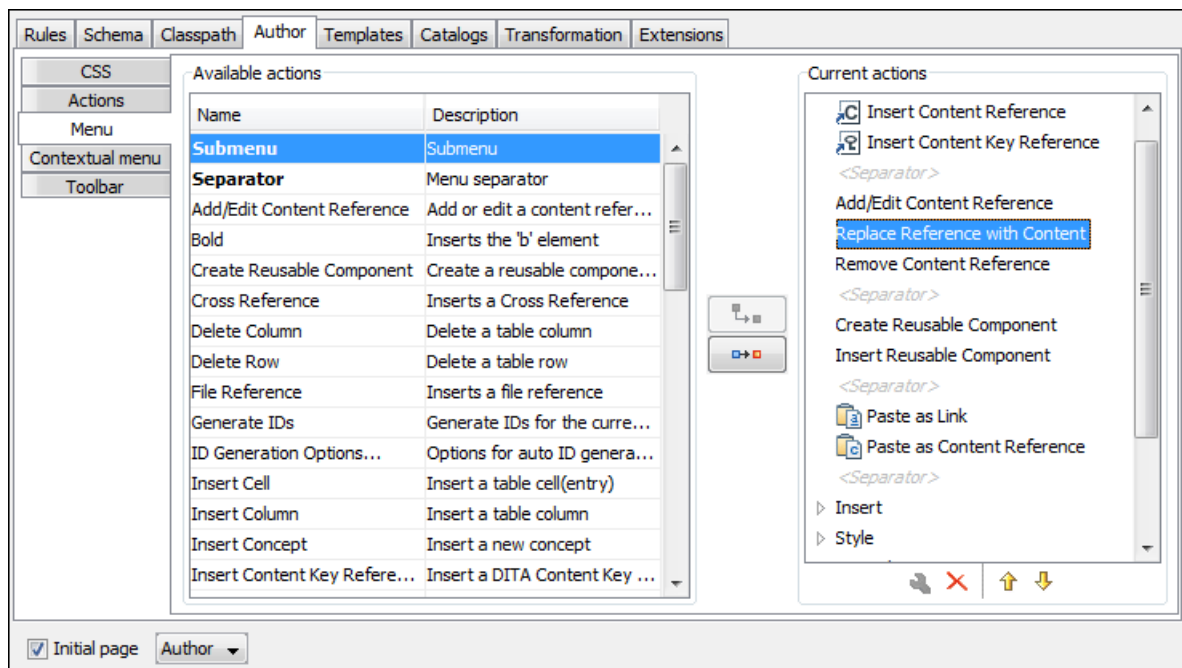 Rules Schema Classpath Author Templates Catalogs Transformation Extensions
CSS
Actions
Menu
Contextual menu
Toolbar
Available actions
Name Description
Submenu Submenu
Separator Menu separator
Add/Edit Content Reference Add or edit a content refer...
Bold Inserts the 'b' element
Create Reusable Component Create a reusable compone...
Cross Reference Inserts a Cross Reference
Delete Column Delete a table column
Delete Row Delete a table row
File Reference Inserts a file reference
Generate IDs Generate IDs for the curre...
ID Generation Options... Options for auto ID genera...
Insert Cell Insert a table cell(entry)
Insert Column Insert a table column
Insert Concept Insert a new concept
Insert Content Key Refere... Insert a DITA Content Key ...
Current actions
Insert Content Reference
Insert Content Key Reference
<Separator>
Add/Edit Content Reference
Replace Reference with Content
Remove Content Reference
<Separator>
Create Reusable Component
Insert Reusable Component
<Separator>
Paste as Link
Paste as Content Reference
<Separator>
Insert
Style
Initial page Author